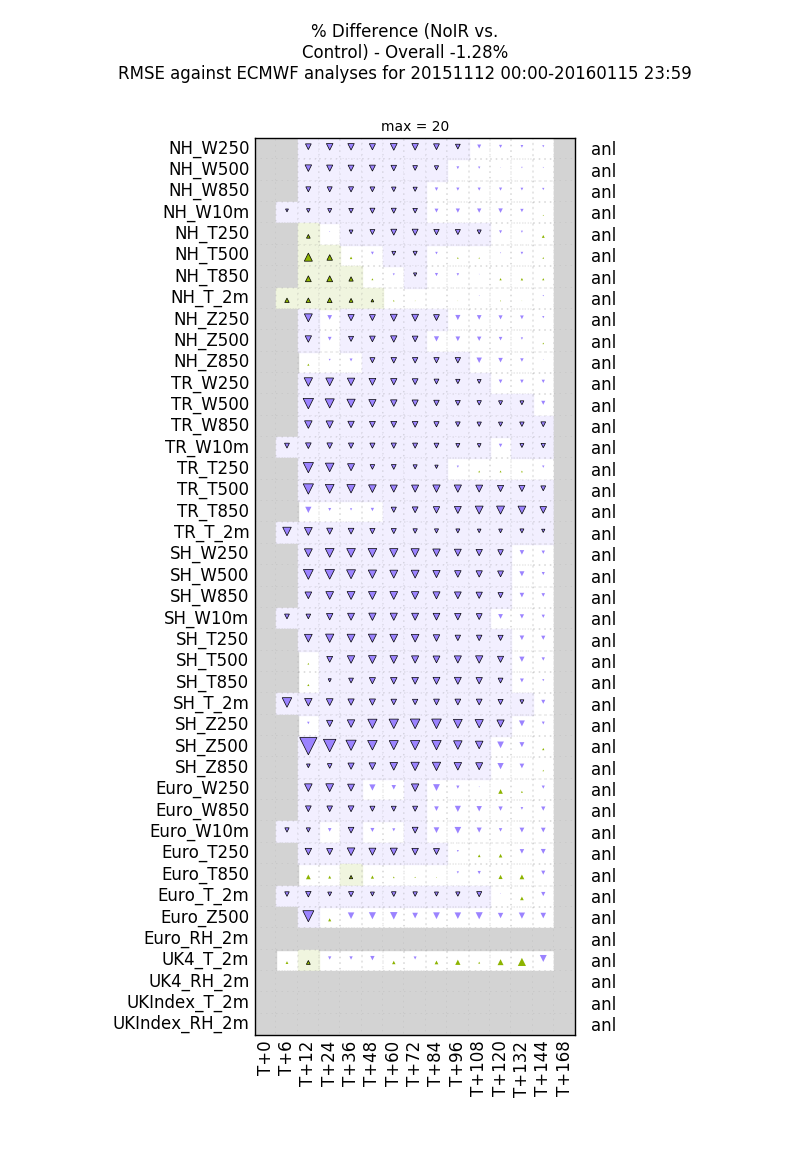 % Difference (NoIR vs.
Control) - Overall -1.28%
RMSE against ECMWF analyses for 20151112 00:00-20160115 23:59
max = 20
NH_W250 anl
NH_W500 anl
NH_W850 anl
NH_W10m anl
NH_T250 anl
NH_T500 anl
NH_T850 anl
NH_T_2m anl
NH_Z250 anl
NH_Z500 anl
NH_Z850 anl
TR_W250 anl
TR_W500 anl
TR_W850 anl
TR_W10m anl
TR_T250 anl
TR_T500 anl
TR_T850 anl
TR_T_2m anl
SH_W250 anl
SH_W500 anl
SH_W850 anl
SH_W10m anl
SH_T250 anl
SH_T500 anl
SH_T850 anl
SH_T_2m anl
SH_Z250 anl
SH_Z500 anl
SH_Z850 anl
Euro_W250 anl
Euro_W850 anl
Euro_W10m anl
Euro_T250 anl
Euro_T850 anl
Euro_T_2m anl
Euro_Z500 anl
Euro_RH_2m anl
UK4_T_2m anl
UK4_RH_2m anl
UKIndex_T_2m anl
UKIndex_RH_2m anl
T+0
T+6
T+12
T+24
T+36
T+48
T+60
T+72
T+84
T+96
T+108
T+120
T+132
T+144
T+168